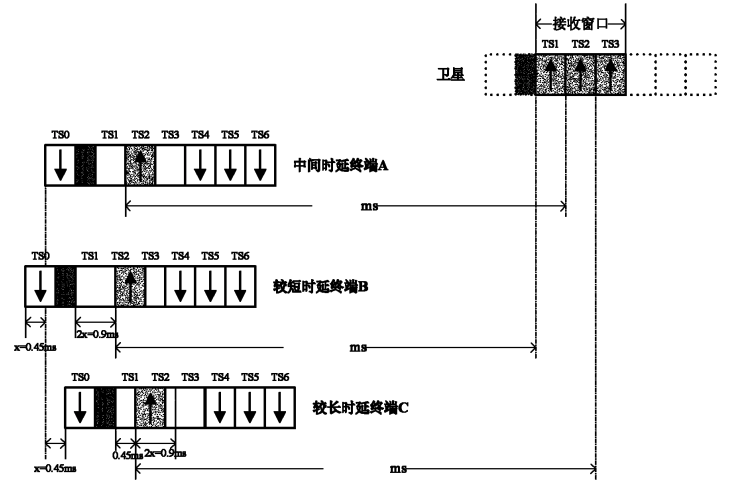 接收窗口
TS1 TS2 TS3
卫星
TS0 TS1 TS2 TS3 TS4 TS5 TS6
中间时延终端A
ms
TS0 TS1 TS2 TS3 TS4 TS5 TS6
较短时延终端B
x=0.45ms 2x=0.9ms
ms
TS0 TS1 TS2 TS3 TS4 TS5 TS6
较长时延终端C
x=0.45ms 0.45ms 2x=0.9ms
ms